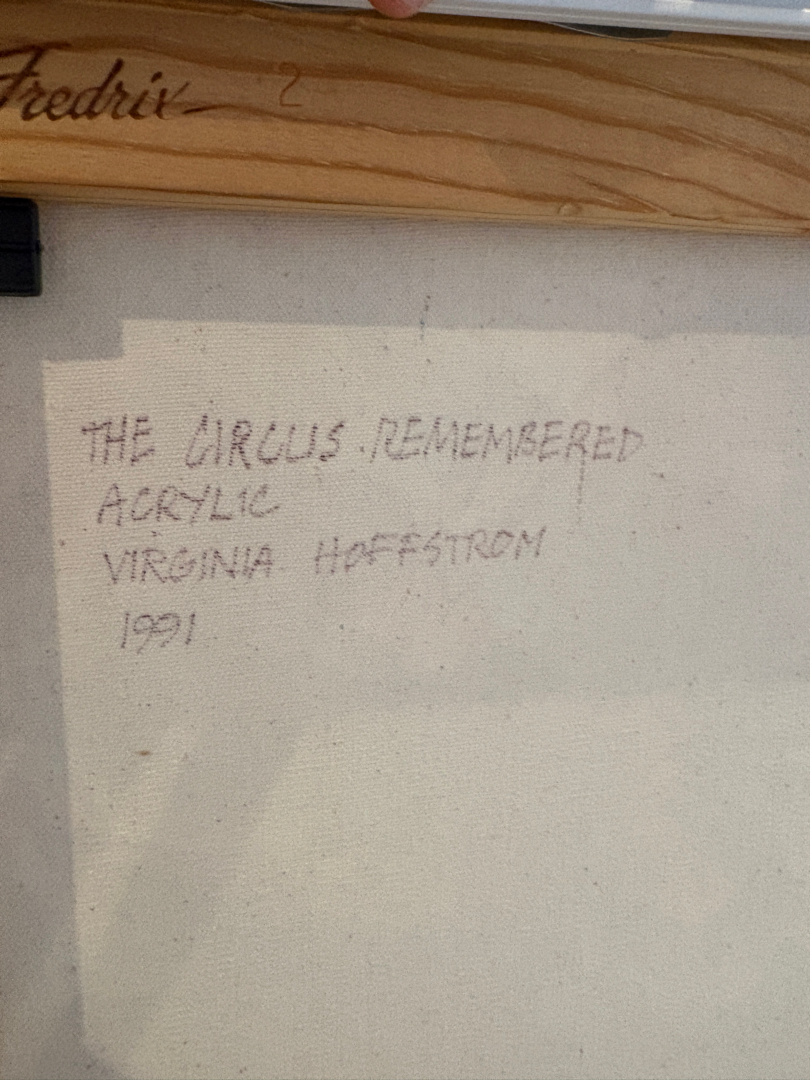 Fredrix 2
THE CIRCUS REMEMBERED
ACRYLIC
VIRGINIA HOFFSTROM
1991